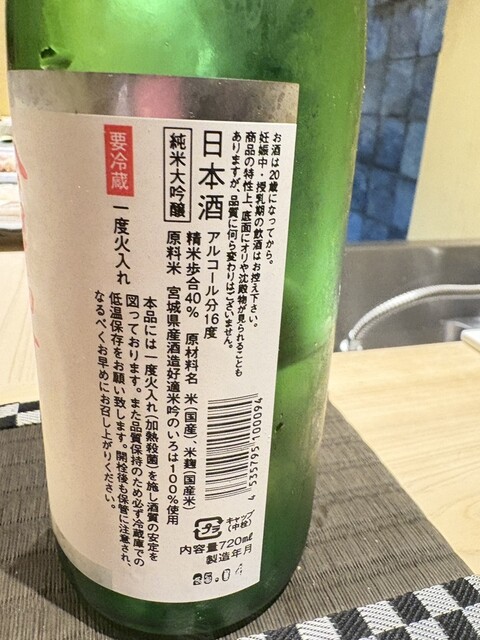 お酒は20歳になってから。
妊娠中・授乳期の飲酒はお控え下さい。
商品の特性上、底面にオリや沈殿物が見られることも
ありますが、品質に何ら変わりはございません。
日本酒
アルコール分16度
純米大吟醸
精米歩合40%
原材料名 米(国産)、米麹(国産米)
原料米 宮城県産酒造好適米吟のいろは100%使用
要冷蔵
一度火入れ
本品には一度火入れ(加熱殺菌)を施し酒質の安定を
図っております。また品質保持のため必ず冷蔵庫での
低温保存をお願い致します。開栓後も保管に注意され、
なるべくお早めにお召し上がりください。
4 535795 100094
プラ
キャップ
(中栓)
内容量720ml
製造年月